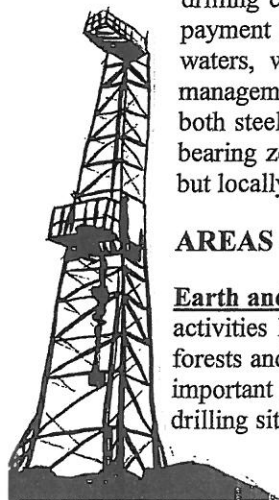 drilling c
payment
waters, w
managem
both steel
bearing z
but locally
AREAS
Earth and
activities l
forests and
important
drilling sit